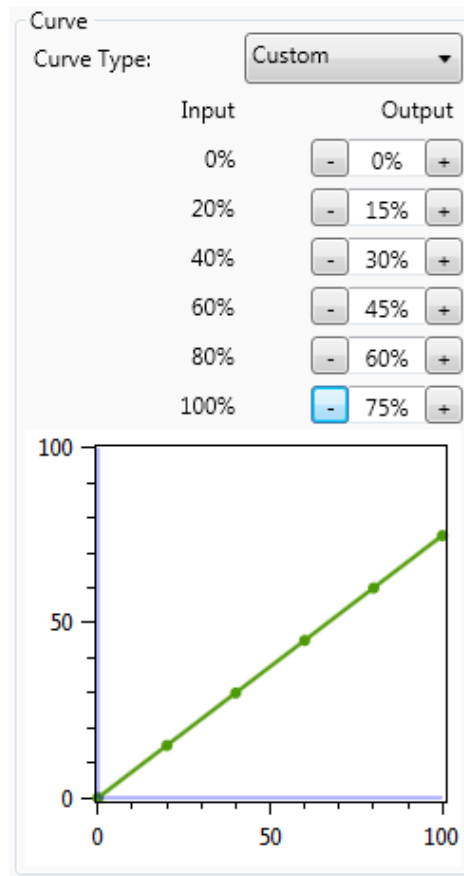 Curve
Curve Type: Custom
Input Output
0% - 0% +
20% - 15% +
40% - 30% +
60% - 45% +
80% - 60% +
100% - 75% +
100
50
0
0 50 100